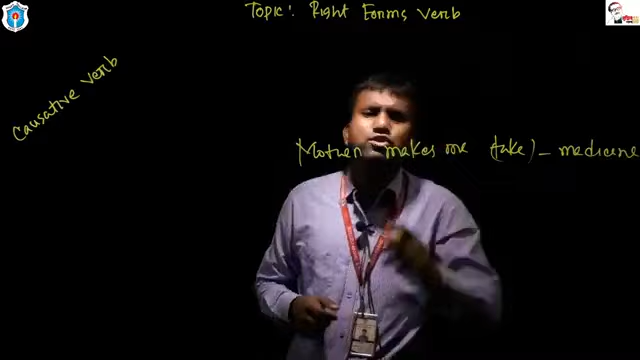 Topic: Right Forms Verb
Causative Verb
Mother makes me (take) - medicine